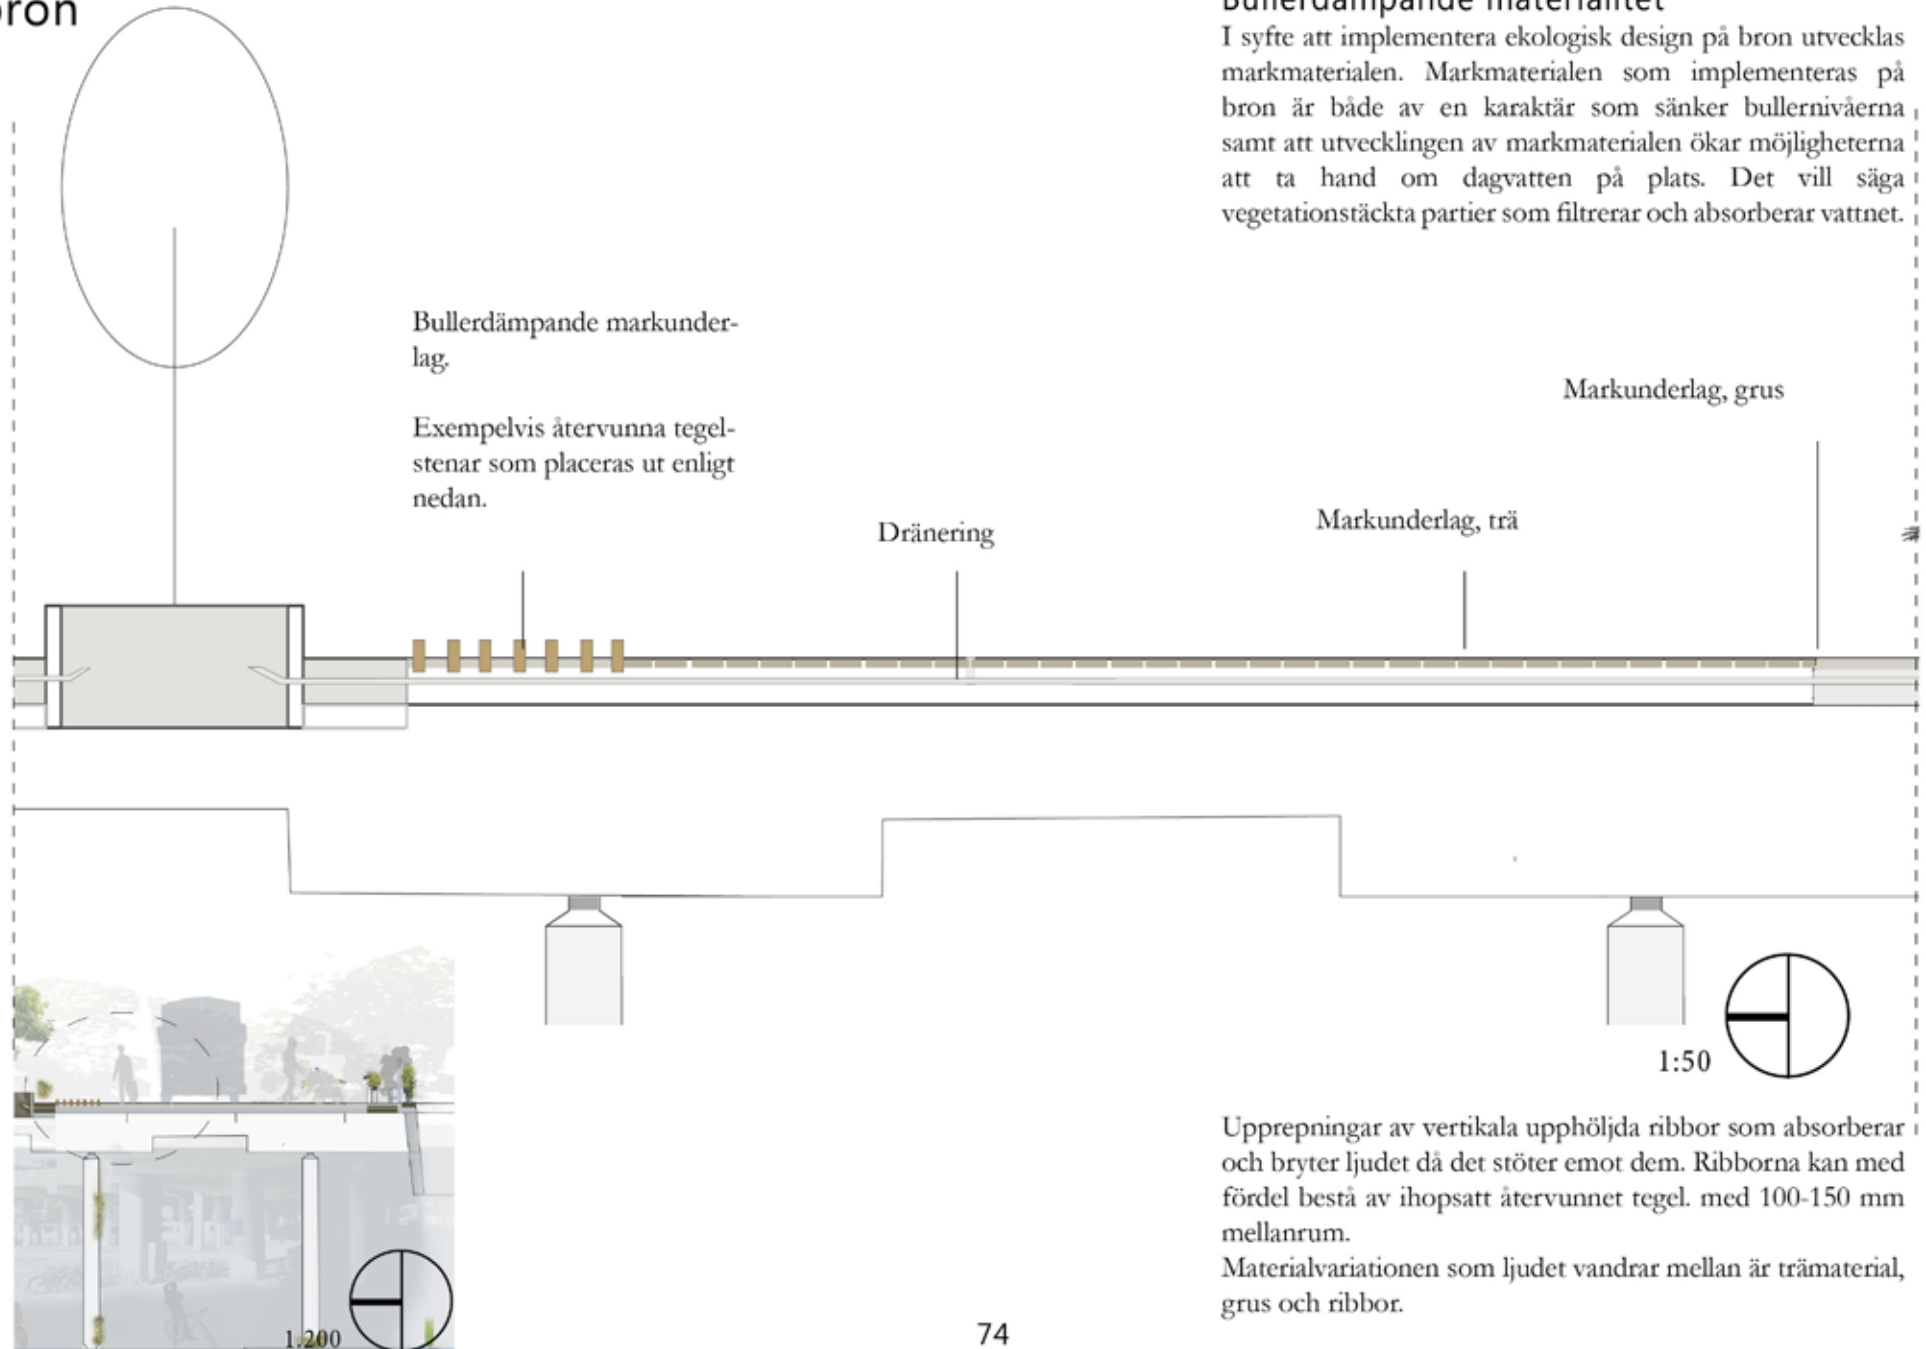 bron
Bullerdämpande materialitet
I syfte att implementera ekologisk design på bron utvecklas
markmaterialen. Markmaterialen som implementeras på
bron är både av en karaktär som sänker bullernivåerna
samt att utvecklingen av markmaterialen ökar möjligheterna
att ta hand om dagvatten på plats. Det vill säga
vegetationstäckta partier som filtrerar och absorberar vattnet.
Bullerdämpande markunder-
lag.
Exempelvis återvunna tegel-
stenar som placeras ut enligt
nedan.
Dränering
Markunderlag, trä
Markunderlag, grus
1:50
Upprepningar av vertikala upphöljda ribbor som absorberar
och bryter ljudet då det stöter emot dem. Ribborna kan med
fördel bestå av ihopsatt återvunnet tegel. med 100-150 mm
mellanrum.
Materialvariationen som ljudet vandrar mellan är trämaterial,
grus och ribbor.
1:200
74